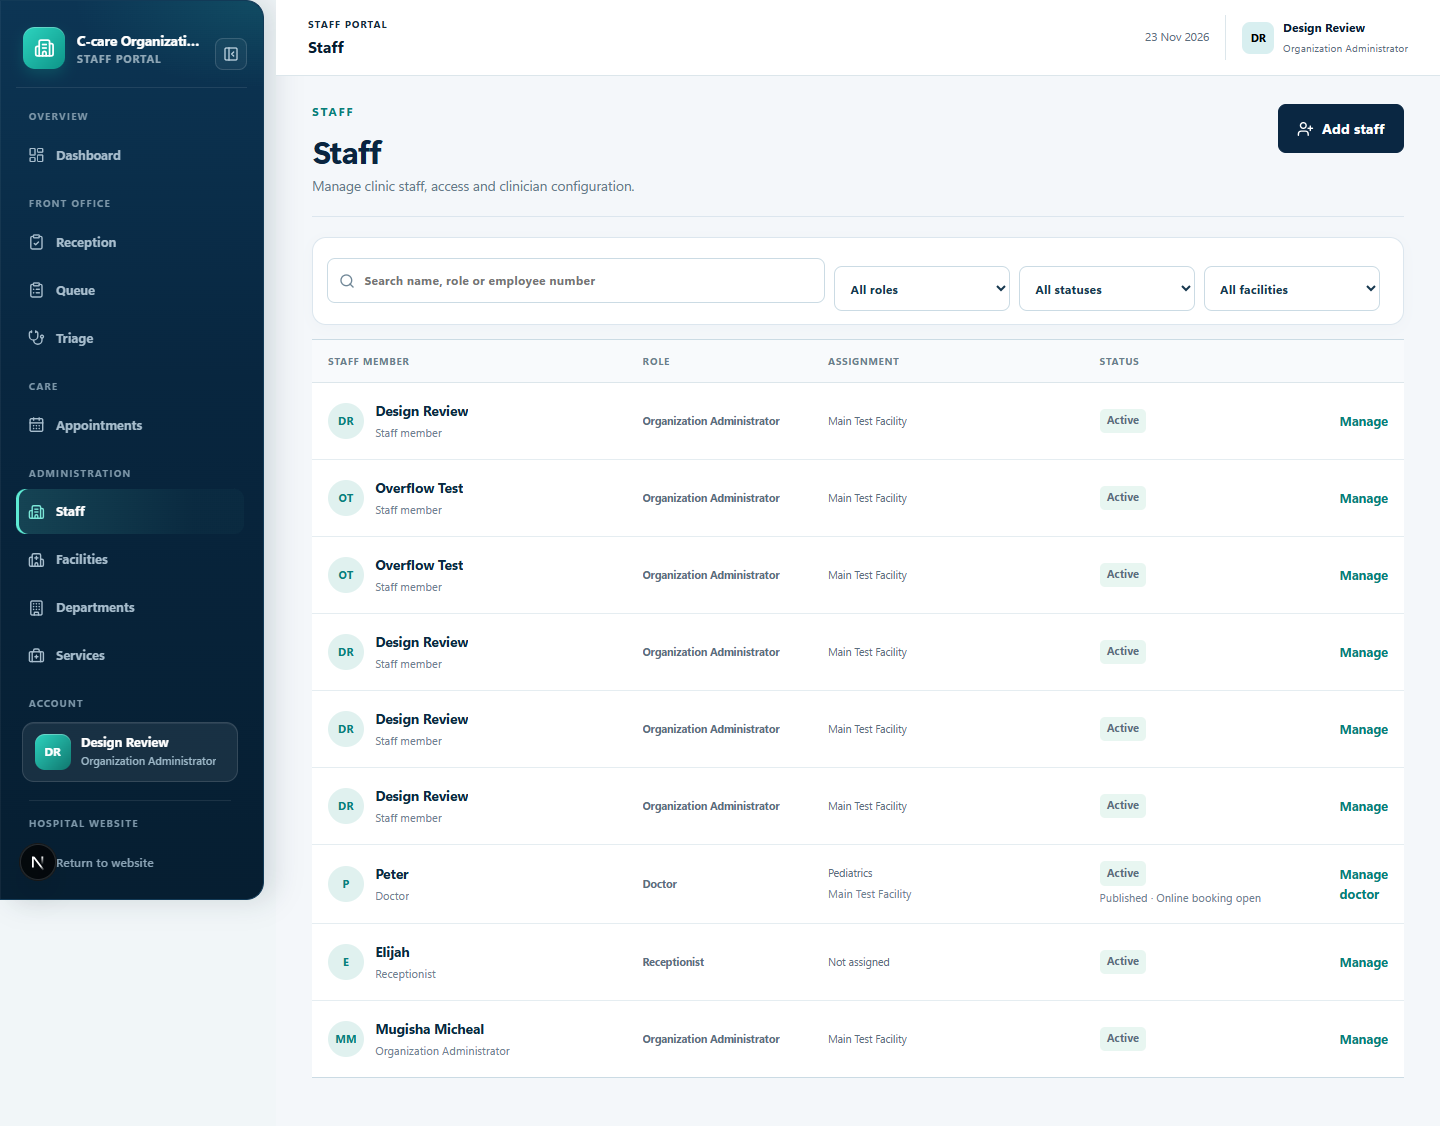 C-care Organizati...
STAFF PORTAL
OVERVIEW
Dashboard
FRONT OFFICE
Reception
Queue
Triage
CARE
Appointments
ADMINISTRATION
Staff
Facilities
Departments
Services
ACCOUNT
DR
Design Review
Organization Administrator
HOSPITAL WEBSITE
N
Return to website
STAFF PORTAL
Staff
23 Nov 2026
DR
Design Review
Organization Administrator
STAFF
Staff
Manage clinic staff, access and clinician configuration.
Add staff
Search name, role or employee number
All roles
All statuses
All facilities
STAFF MEMBER ROLE ASSIGNMENT STATUS
DR Design Review Organization Administrator Main Test Facility Active Manage
Staff member
OT Overflow Test Organization Administrator Main Test Facility Active Manage
Staff member
OT Overflow Test Organization Administrator Main Test Facility Active Manage
Staff member
DR Design Review Organization Administrator Main Test Facility Active Manage
Staff member
DR Design Review Organization Administrator Main Test Facility Active Manage
Staff member
DR Design Review Organization Administrator Main Test Facility Active Manage
Staff member
P Peter Doctor Pediatrics Active Manage
Doctor Main Test Facility Published · Online booking open doctor
E Elijah Receptionist Not assigned Active Manage
Receptionist
MM Mugisha Micheal Organization Administrator Main Test Facility Active Manage
Organization Administrator